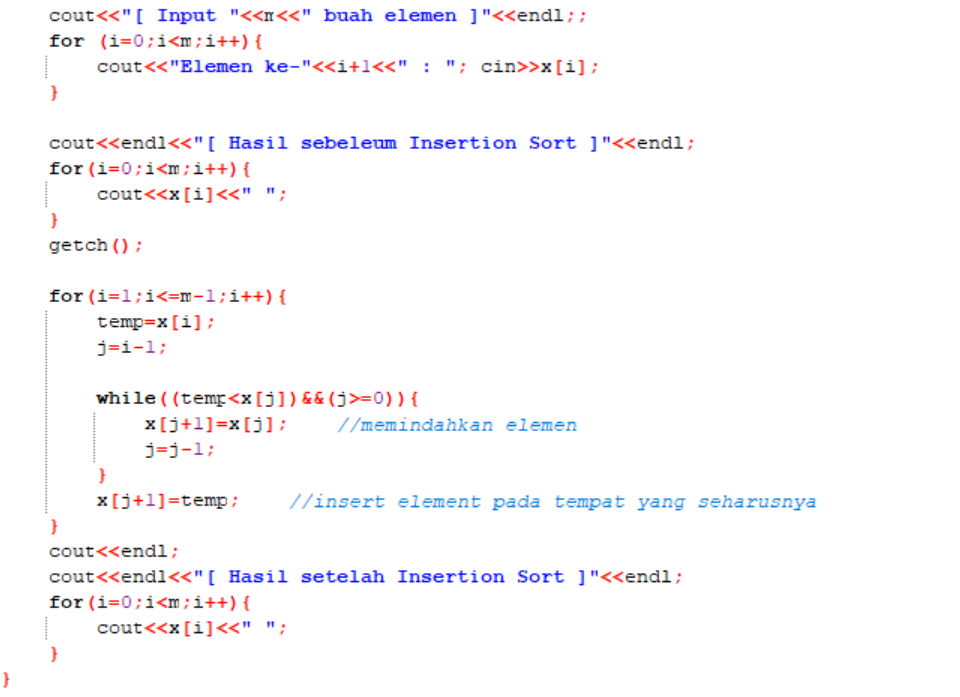 cout<<"[ Input "<<m<<" buah elemen ]"<<endl;;
for (i=0;i<m;i++){
cout<<"Elemen ke-"<<i+1<<" : "; cin>>x[i];
}
cout<<endl<<"[ Hasil sebeleum Insertion Sort ]"<<endl;
for(i=0;i<m;i++){
cout<<x[i]<<" ";
}
getch();
for(i=1;i<=m-1;i++){
temp=x[i];
j=i-1;
while((temp<x[j])&&(j>=0)){
x[j+1]=x[j]; //memindahkan elemen
j=j-1;
}
x[j+1]=temp; //insert element pada tempat yang seharusnya
}
cout<<endl;
cout<<endl<<"[ Hasil setelah Insertion Sort ]"<<endl;
for(i=0;i<m;i++){
cout<<x[i]<<" ";
}
}